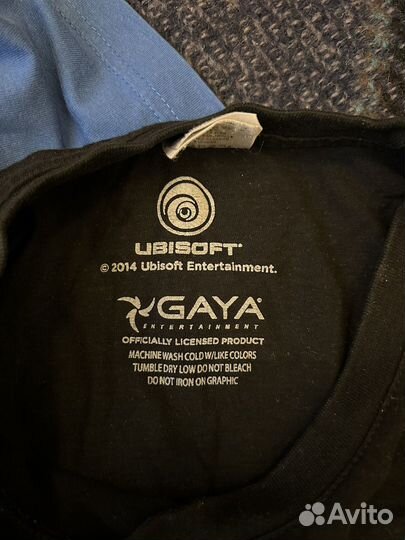 UBISOFT®
© 2014 Ubisoft Entertainment.
GAYA®
ENTERTAINMENT
OFFICIALLY LICENSED PRODUCT
MACHINE WASH COLD W/LIKE COLORS
TUMBLE DRY LOW DO NOT BLEACH
DO NOT IRON ON GRAPHIC
Avito